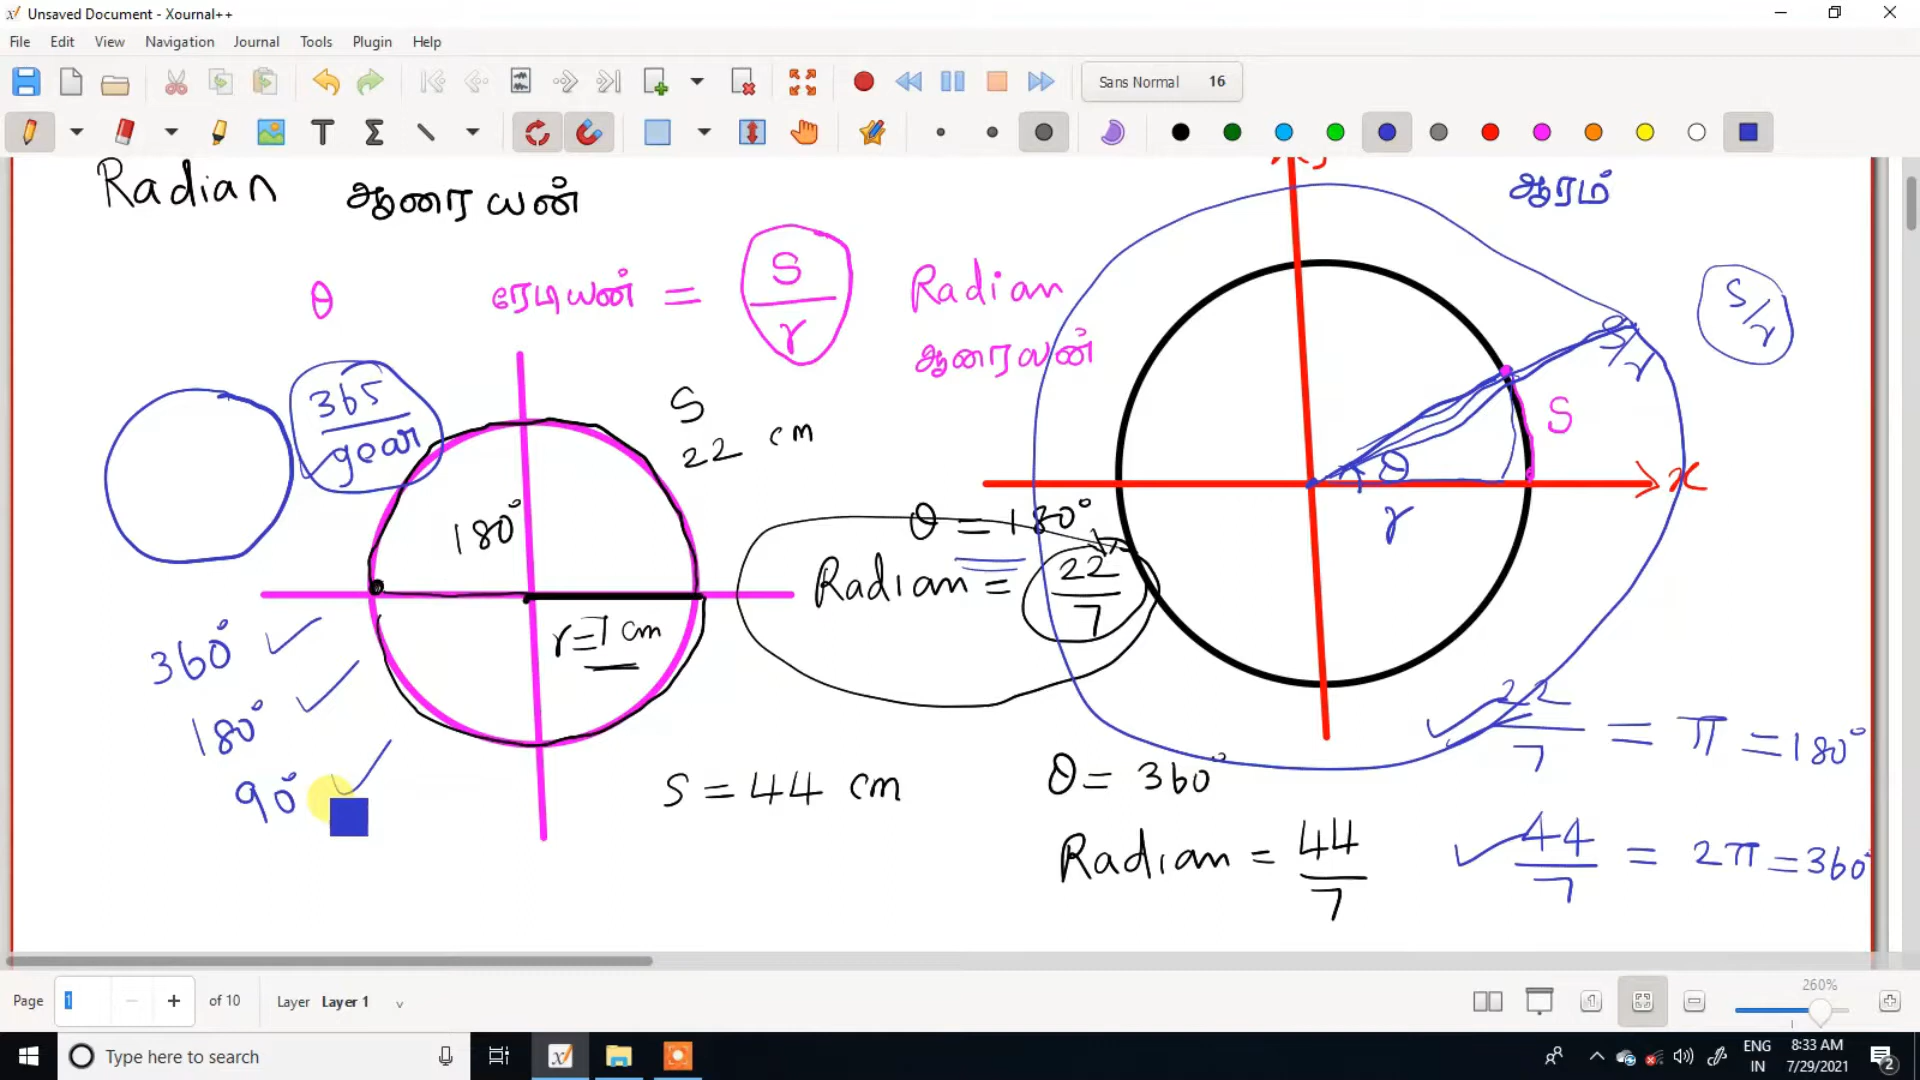 Unsaved Document - Xournal++
File Edit View Navigation Journal Tools Plugin Help
Sans Normal 16
Radian ஆரையன்
ஆரம்
θ ரேடியன் = S/r Radian
ஆரையன்
S/r
365/gear
S
22 cm
180°
r=7 cm
θ = 180°
Radian = 22/7
S/r
S
θ
r
x
360°
180°
90°
S = 44 cm
θ = 360°
Radian = 44/7
22/7 = π = 180°
44/7 = 2π = 360°
Page 1 of 10 Layer Layer 1 260%
Type here to search
ENG
IN
8:33 AM
7/29/2021
2